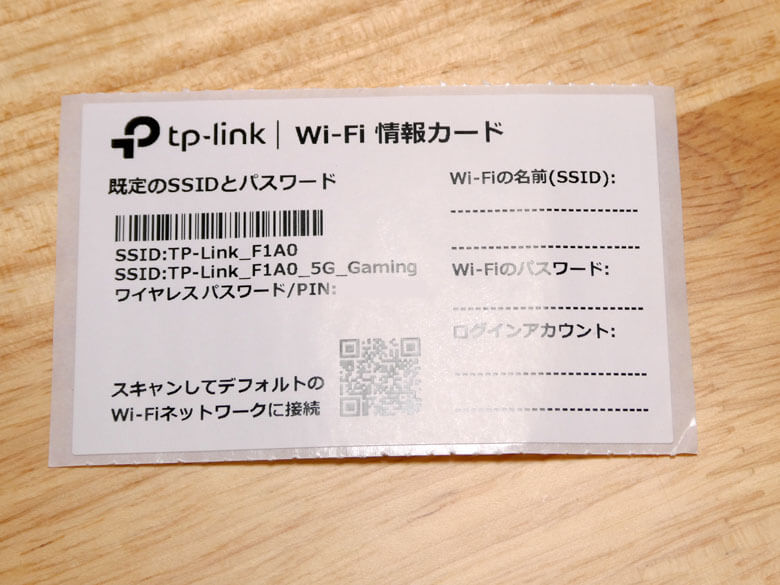 tp-link | Wi-Fi 情報カード
既定のSSIDとパスワード
SSID:TP-Link_F1A0
SSID:TP-Link_F1A0_5G_Gaming
ワイヤレス パスワード/PIN:
スキャンしてデフォルトの
Wi-Fiネットワークに接続
Wi-Fiの名前(SSID):
Wi-Fiのパスワード:
ログインアカウント: